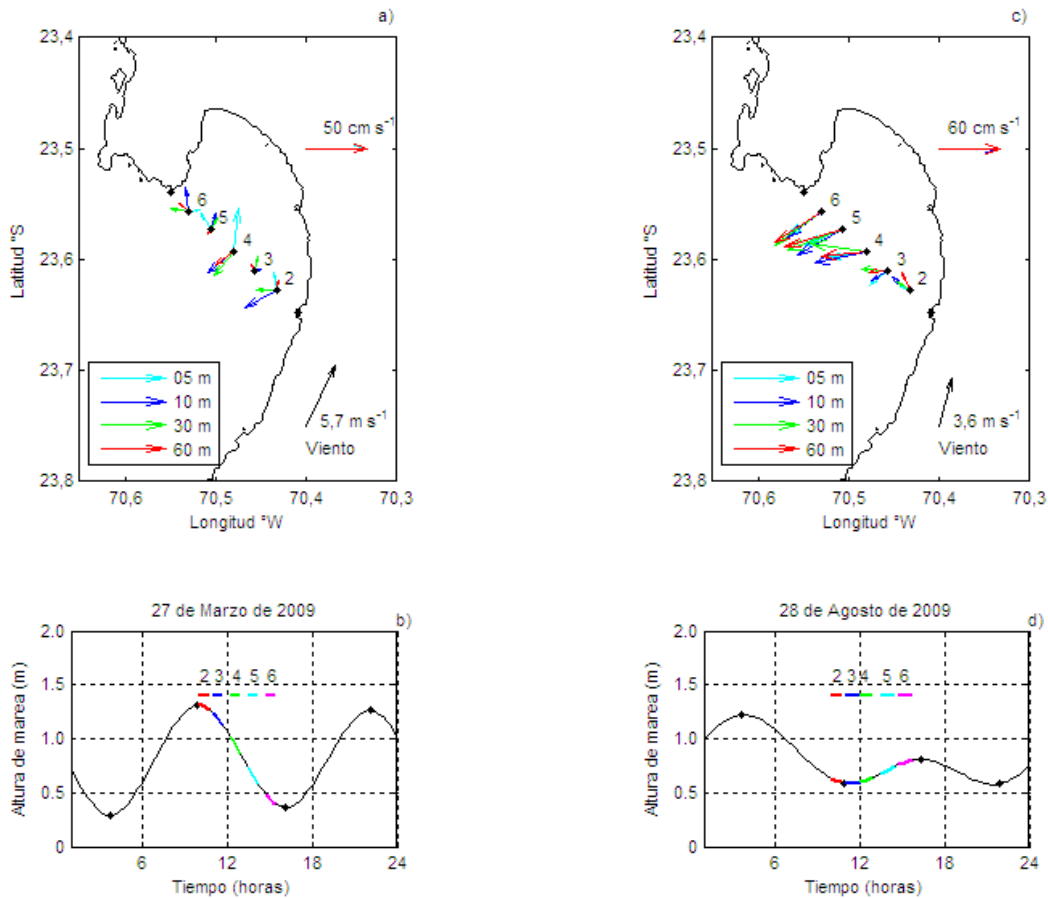 a)
23,4
23,5
23,6
23,7
23,8
Latitud °S
50 cm s⁻¹
6
5
4
3
2
05 m
10 m
30 m
60 m
5,7 m s⁻¹
Viento
70,6 70,5 70,4 70,3
Longitud °W
c)
23,4
23,5
23,6
23,7
23,8
Latitud °S
60 cm s⁻¹
6
5
4
3
2
05 m
10 m
30 m
60 m
3,6 m s⁻¹
Viento
70,6 70,5 70,4 70,3
Longitud °W
27 de Marzo de 2009
b)
2.0
1.5
1.0
0.5
0
Altura de marea (m)
2 3 4 5 6
6 12 18 24
Tiempo (horas)
28 de Agosto de 2009
d)
2.0
1.5
1.0
0.5
0
Altura de marea (m)
2 3 4 5 6
6 12 18 24
Tiempo (horas)